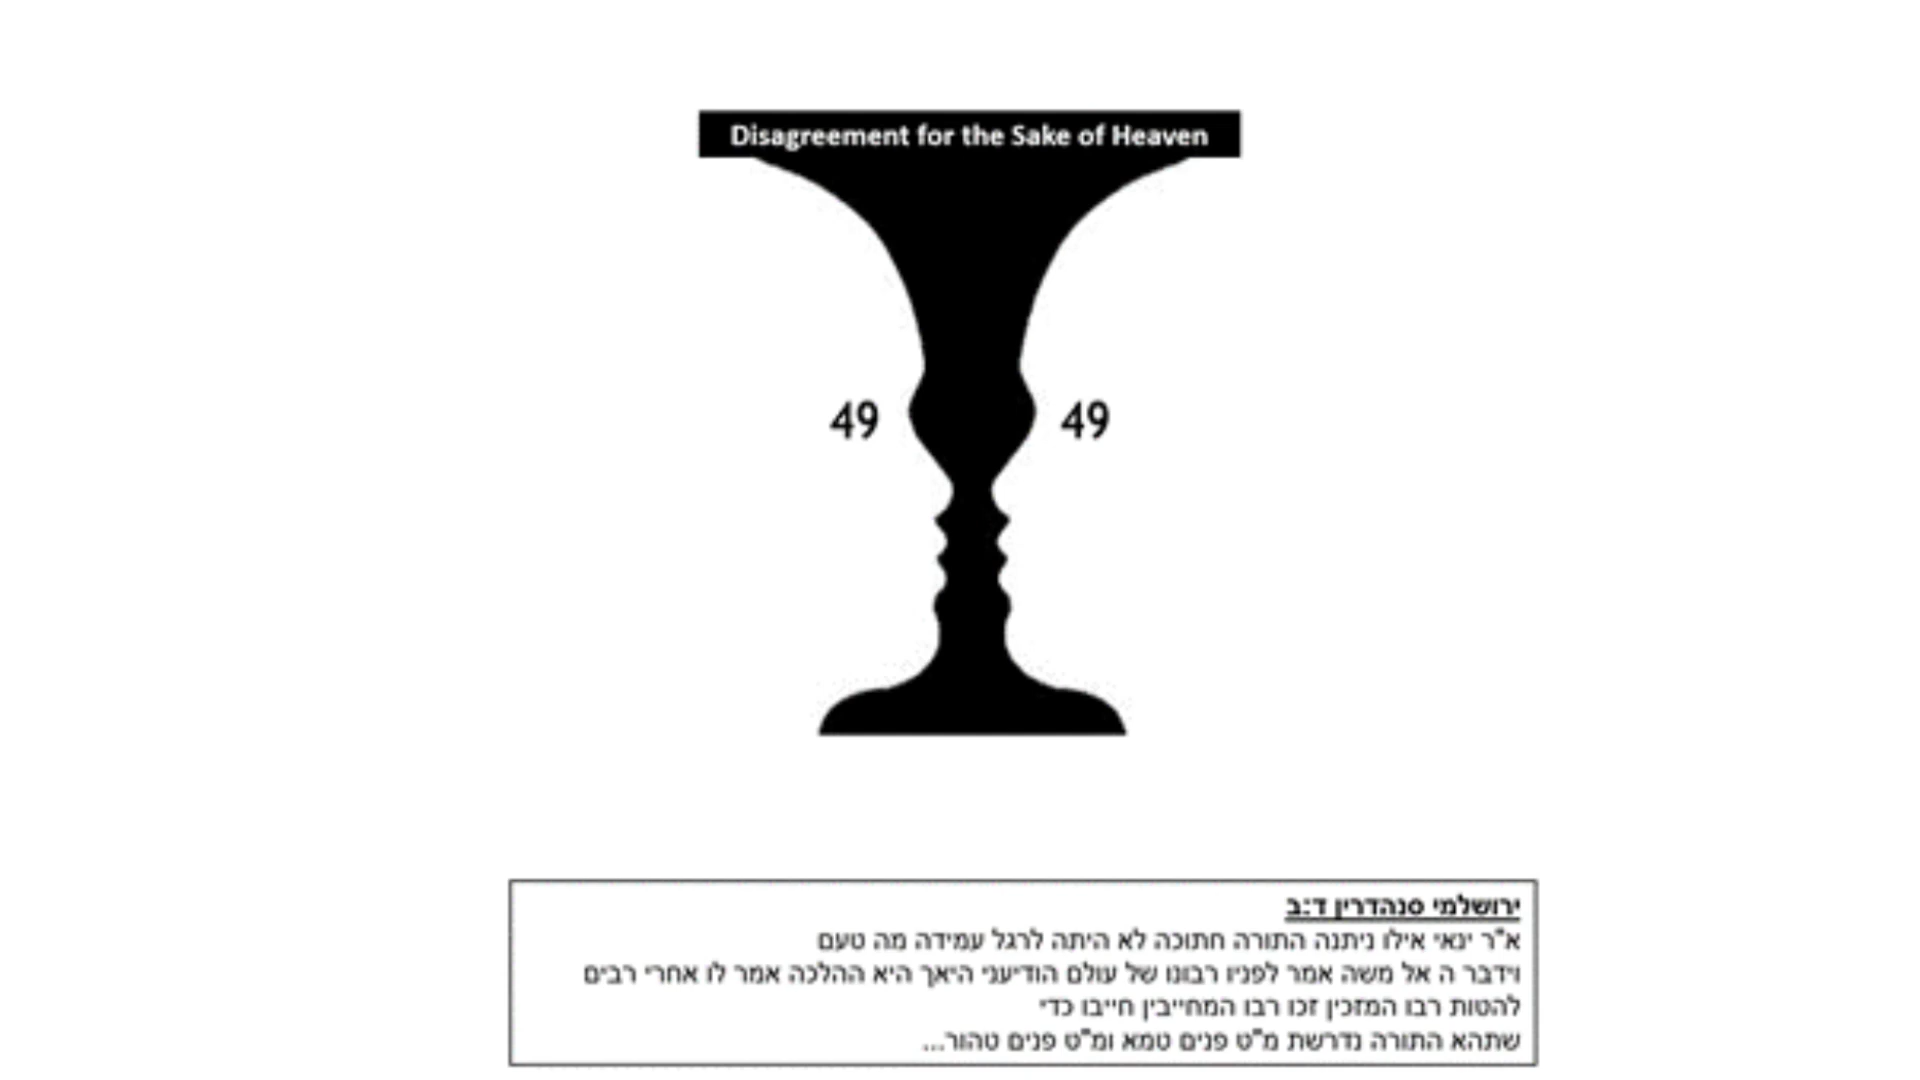 Disagreement for the Sake of Heaven
49 49
ירושלמי סנהדרין ד:ב
א"ר ינאי אילו ניתנה התורה חתוכה לא היתה לרגל עמידה מה טעם
וידבר ה אל משה אמר לפניו רבונו של עולם הודיעני היאך היא ההלכה אמר לו אחרי רבים
להטות רבו המזכין זכו רבו המחייבין חייבו כדי
שתהא התורה נדרשת מ"ט פנים טמא ומ"ט פנים טהור...